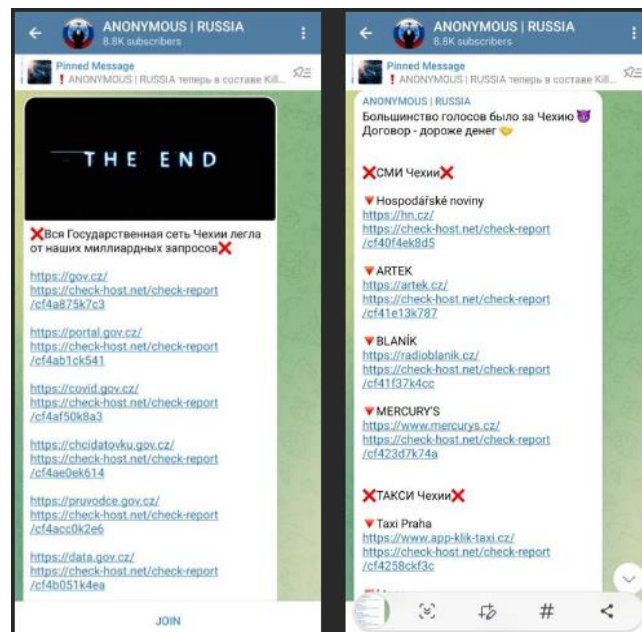 ANONYMOUS | RUSSIA
8.8K subscribers
Pinned Message
❗ ANONYMOUS | RUSSIA теперь в составе Kill...
THE END
❌Вся Государственная сеть Чехии легла
от наших миллиардных запросов❌
https://gov.cz/
https://check-host.net/check-report
/cf4a875k7c3
https://portal.gov.cz/
https://check-host.net/check-report
/cf4ab1ck541
https://covid.gov.cz/
https://check-host.net/check-report
/cf4af50k8a3
https://chcidatovku.gov.cz/
https://check-host.net/check-report
/cf4ae0ek614
https://pruvodce.gov.cz/
https://check-host.net/check-report
/cf4acc0k2e6
https://data.gov.cz/
https://check-host.net/check-report
/cf4b051k4ea
JOIN
ANONYMOUS | RUSSIA
8.8K subscribers
Pinned Message
❗ ANONYMOUS | RUSSIA теперь в составе Kill...
ANONYMOUS | RUSSIA
Большинство голосов было за Чехию 😈
Договор - дороже денег 🤝
❌СМИ Чехии❌
🔻Hospodářské noviny
https://hn.cz/
https://check-host.net/check-report
/cf40f4ek8d5
🔻ARTEK
https://artek.cz/
https://check-host.net/check-report
/cf41e13k787
🔻BLANÍK
https://radioblanik.cz/
https://check-host.net/check-report
/cf41f37k4cc
🔻MERCURY'S
https://www.mercurys.cz/
https://check-host.net/check-report
/cf423d7k74a
❌ТАКСИ Чехии❌
🔻Taxi Praha
https://www.app-klik-taxi.cz/
https://check-host.net/check-report
/cf4258ckf3c